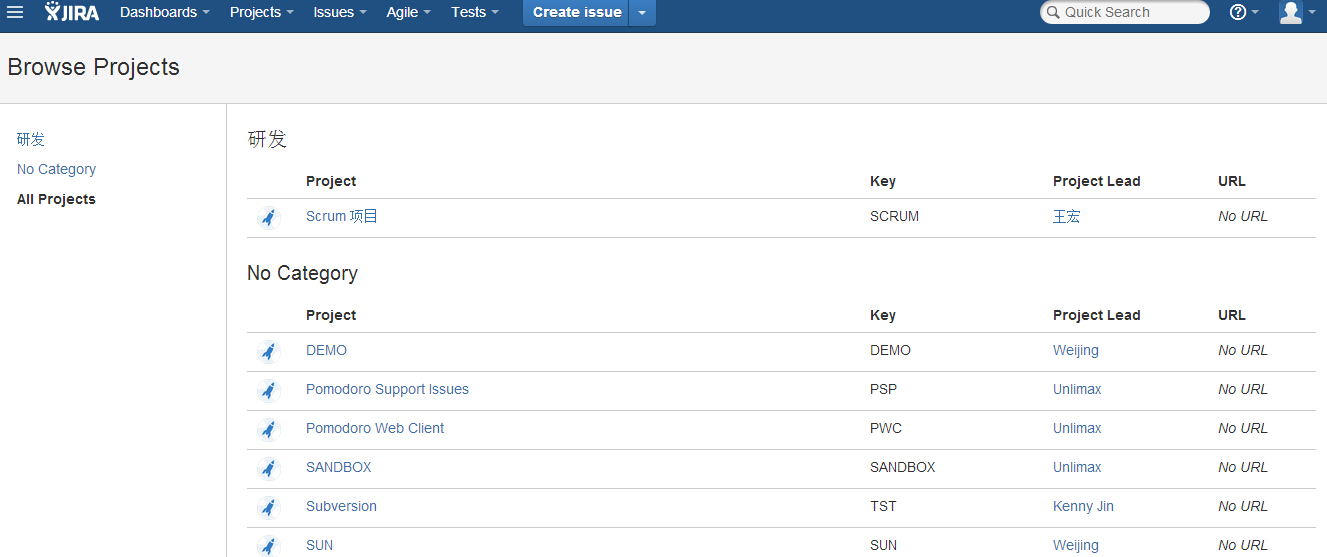 JIRA Dashboards Projects Issues Agile Tests Create issue Quick Search
Browse Projects
研发
No Category
All Projects
研发
Project Key Project Lead URL
Scrum 项目 SCRUM 王宏 No URL
No Category
Project Key Project Lead URL
DEMO DEMO Weijing No URL
Pomodoro Support Issues PSP Unlimax No URL
Pomodoro Web Client PWC Unlimax No URL
SANDBOX SANDBOX Unlimax No URL
Subversion TST Kenny Jin No URL
SUN SUN Weijing No URL